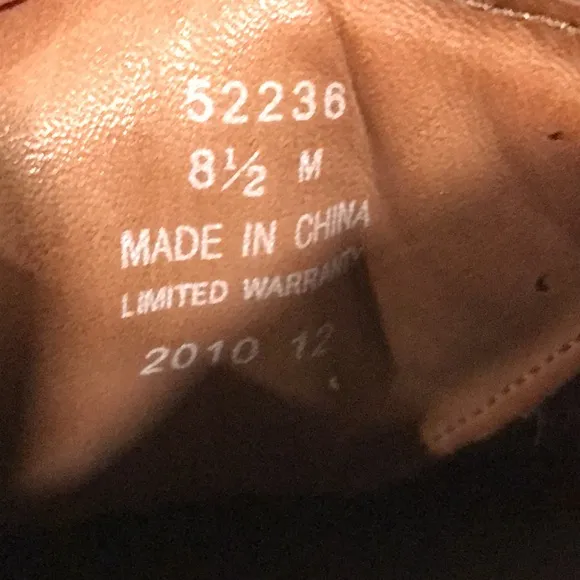 52236
8½ M
MADE IN CHINA
LIMITED WARRANTY
2010 12